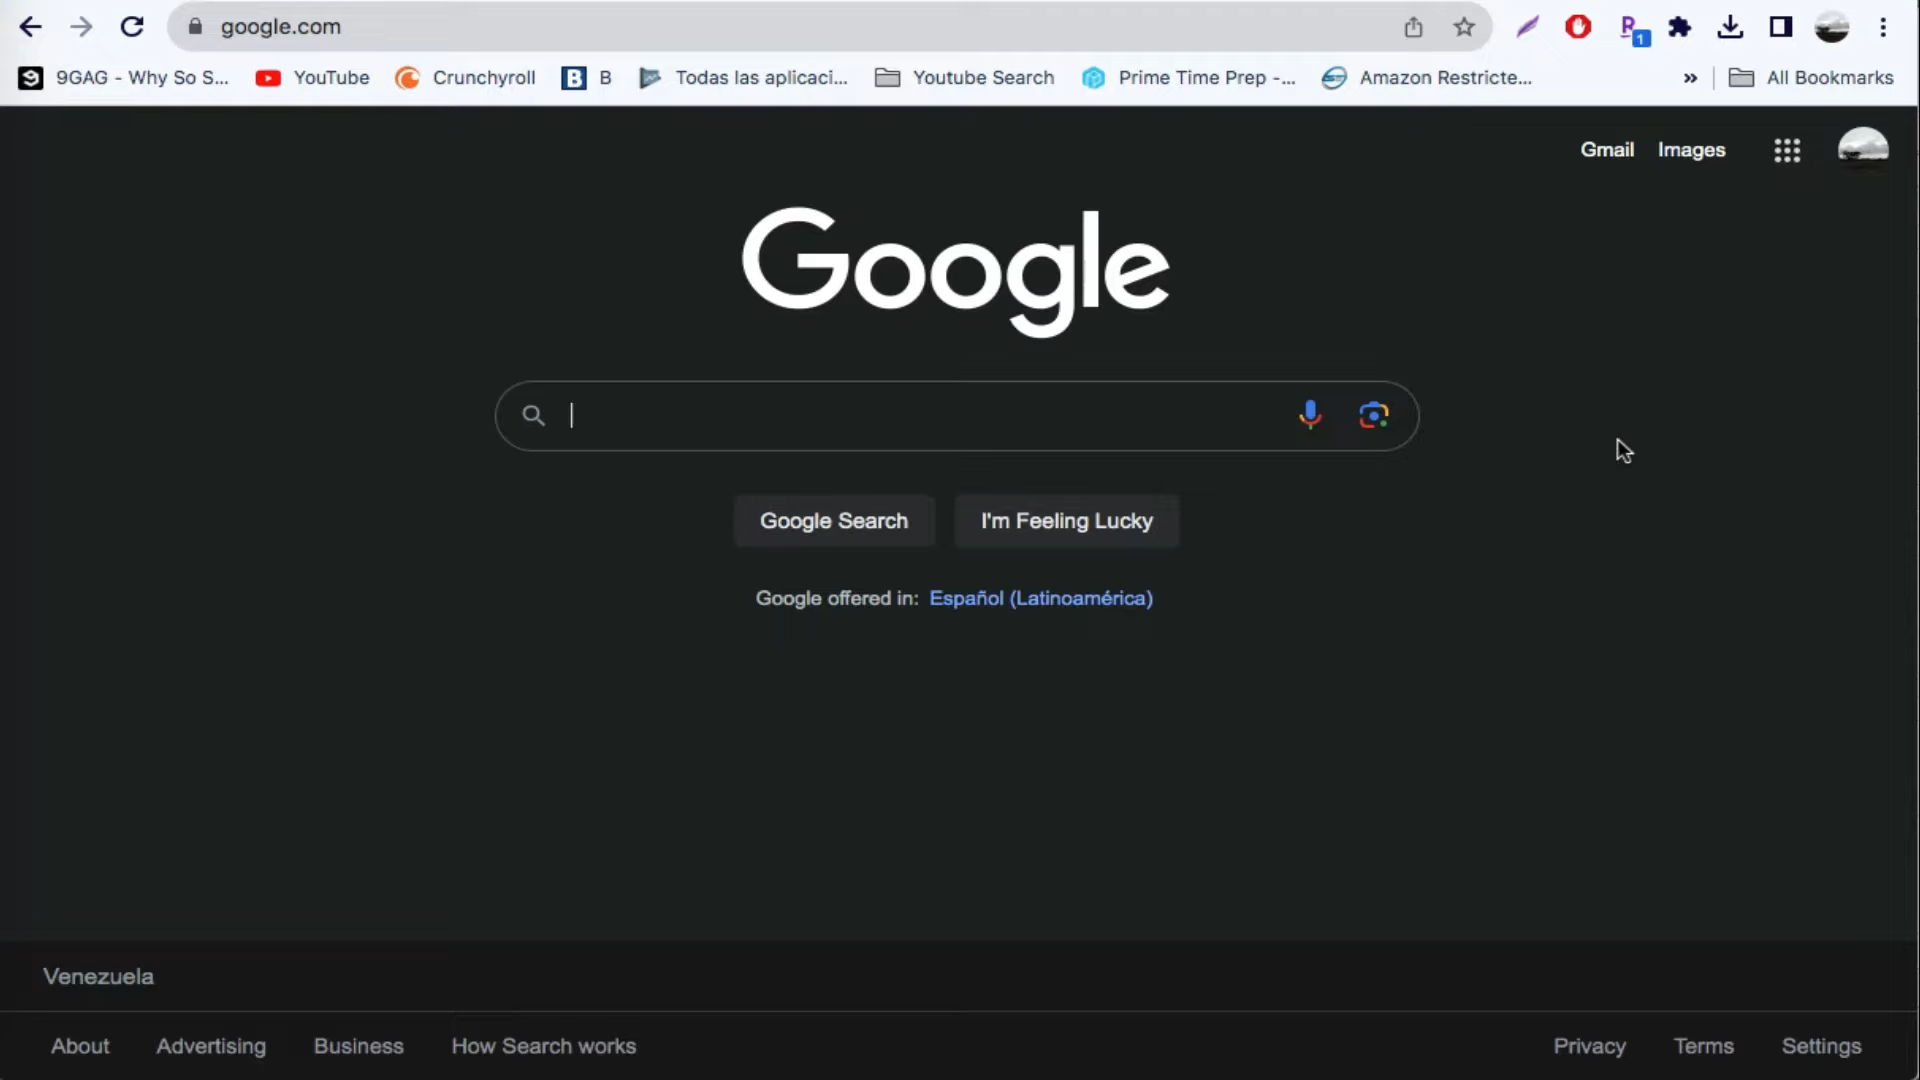 google.com
9GAG - Why So S... YouTube Crunchyroll B B Todas las aplicaci... Youtube Search Prime Time Prep -... Amazon Restricte... » All Bookmarks
Gmail Images
Google
Google Search I'm Feeling Lucky
Google offered in: Español (Latinoamérica)
Venezuela
About Advertising Business How Search works Privacy Terms Settings